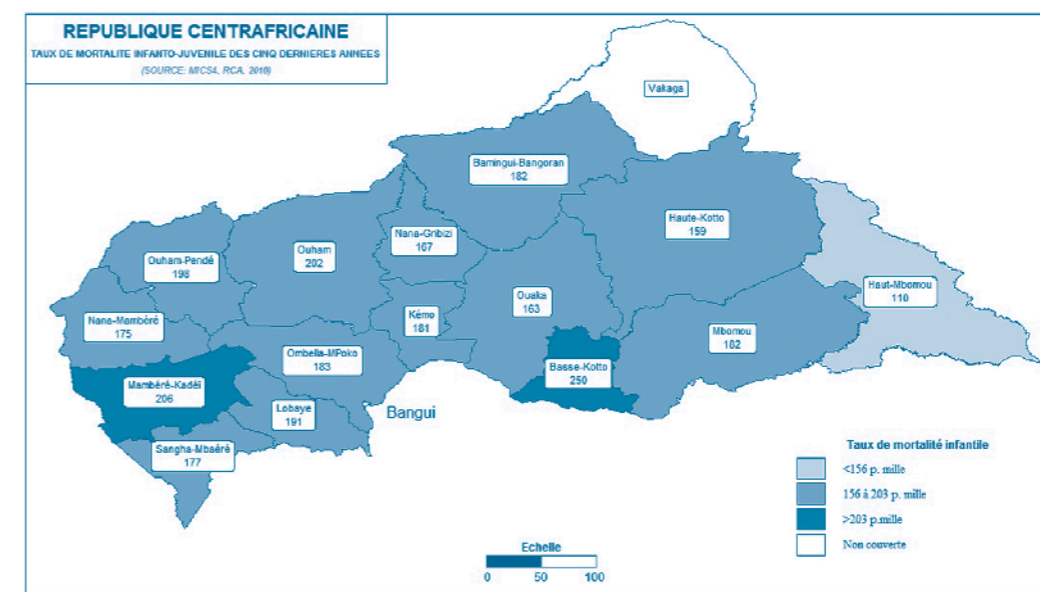 REPUBLIQUE CENTRAFRICAINE
TAUX DE MORTALITE INFANTO-JUVENILE DES CINQ DERNIERES ANNEES
(SOURCE: MICS4, RCA, 2010)
Vakaga
Bamingui-Bangoran
182
Haute-Kotto
159
Nana-Gribizi
167
Ouham
202
Ouham-Pendé
198
Haut-Mbomou
110
Ouaka
163
Kémo
181
Nana-Mambéré
175
Mbomou
182
Ombella-MPoko
183
Basse-Kotto
250
Mambéré-Kadéï
206
Lobaye
191
Bangui
Sangha-Mbaéré
177
Taux de mortalité infantile
<156 p. mille
156 à 203 p. mille
>203 p.mille
Non couverte
Echelle
0 50 100